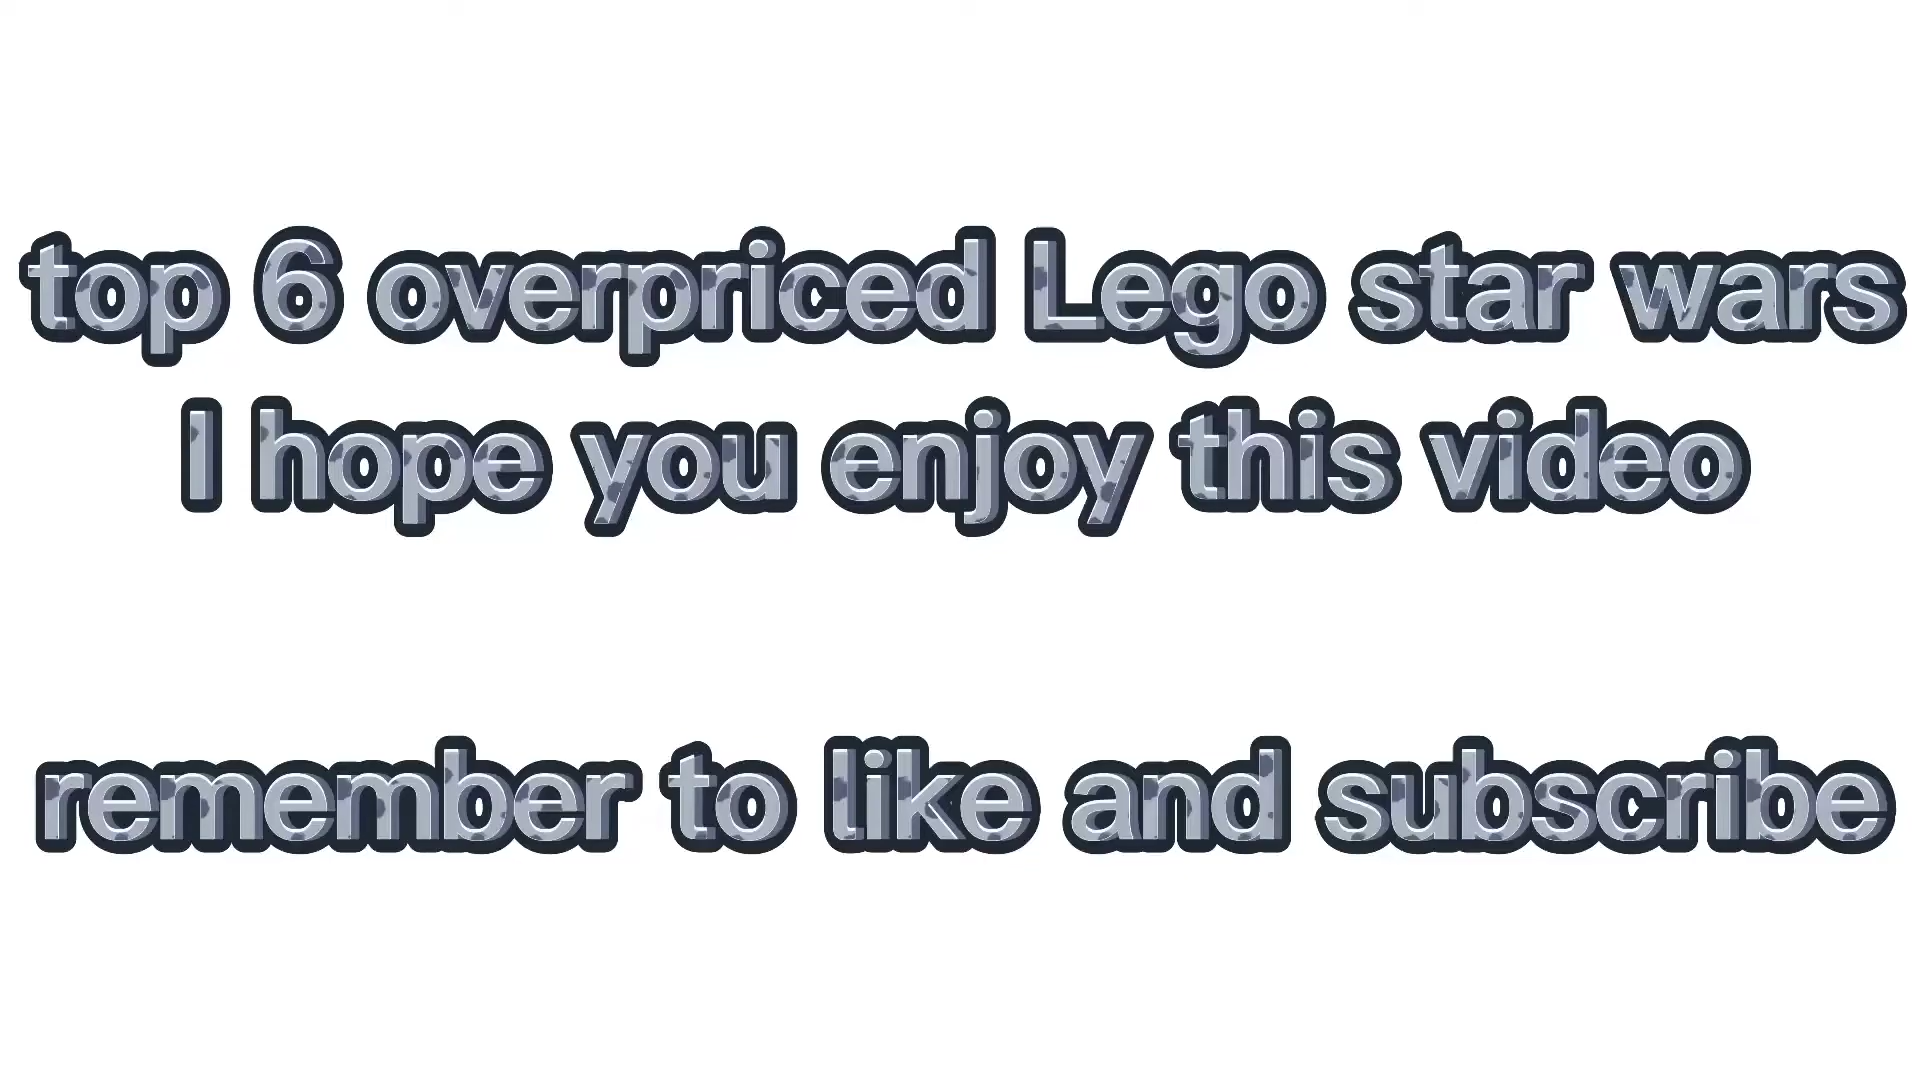 top 6 overpriced Lego star wars
I hope you enjoy this video
remember to like and subscribe